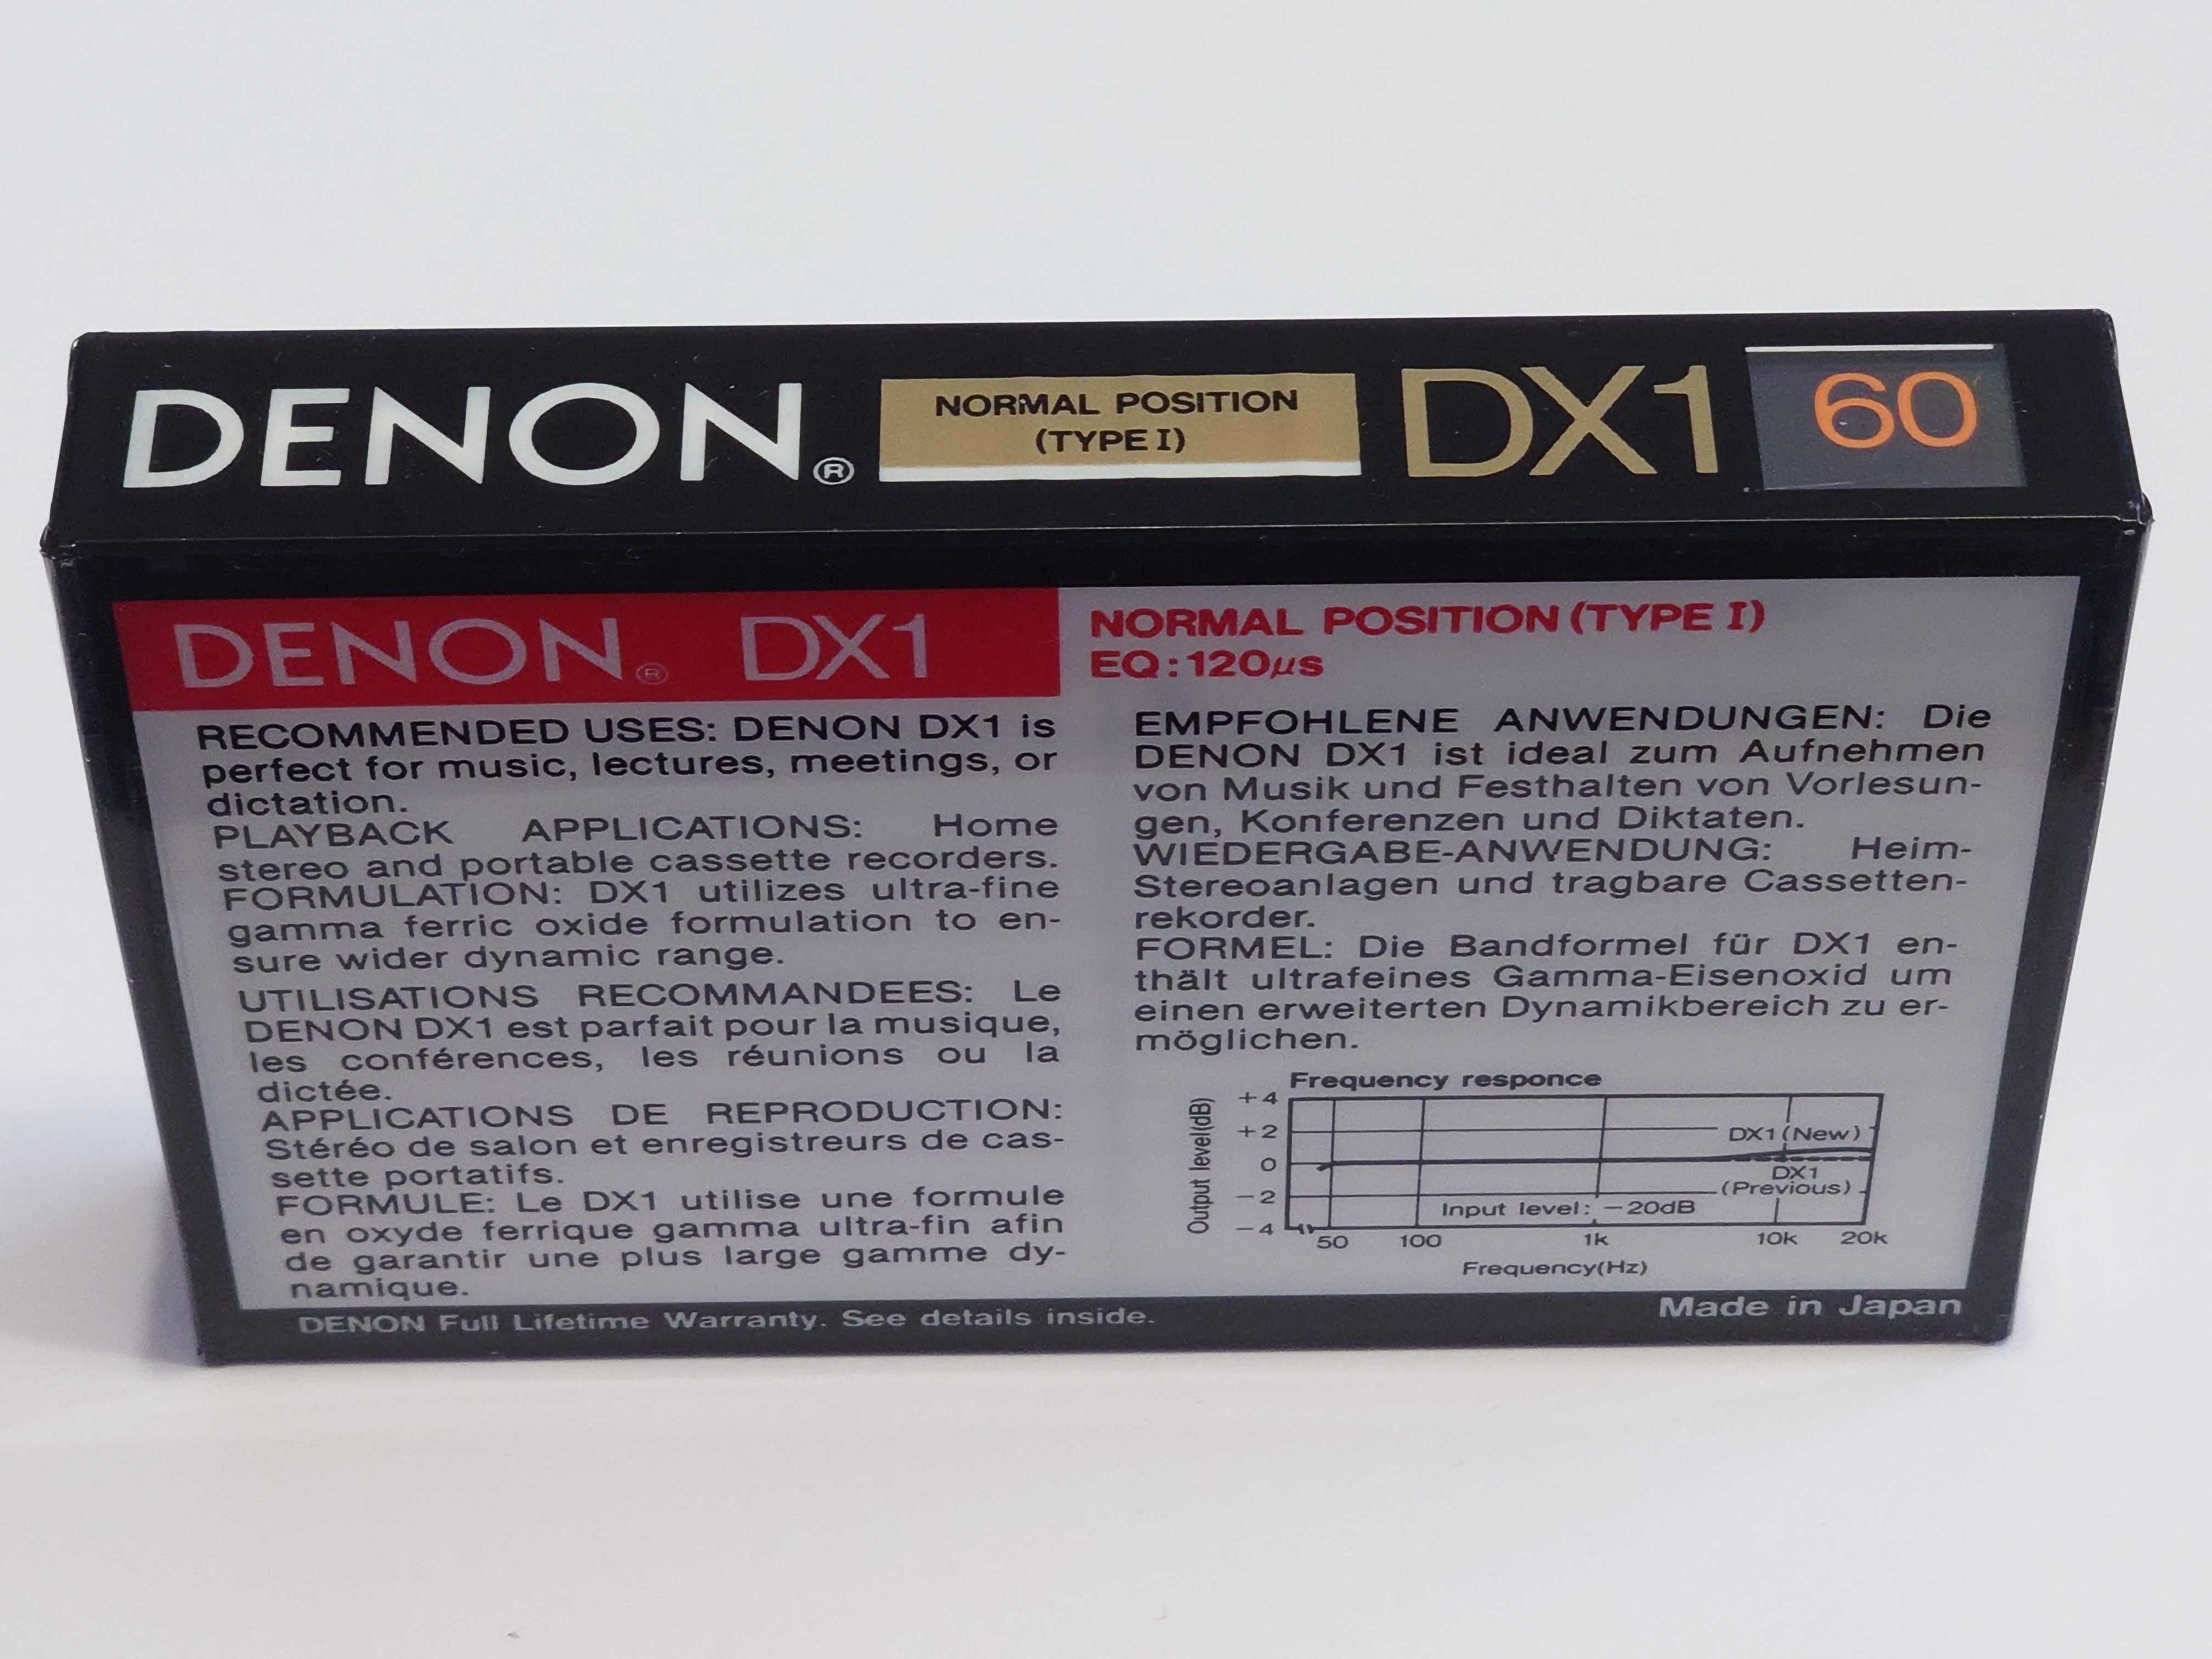 DENON®
NORMAL POSITION
(TYPE I)
DX1
60
DENON® DX1
NORMAL POSITION (TYPE I)
EQ:120µs
RECOMMENDED USES: DENON DX1 is
perfect for music, lectures, meetings, or
dictation.
PLAYBACK APPLICATIONS: Home
stereo and portable cassette recorders.
FORMULATION: DX1 utilizes ultra-fine
gamma ferric oxide formulation to en-
sure wider dynamic range.
UTILISATIONS RECOMMANDEES: Le
DENON DX1 est parfait pour la musique,
les conférences, les réunions ou la
dictée.
APPLICATIONS DE REPRODUCTION:
Stéréo de salon et enregistreurs de cas-
sette portatifs.
FORMULE: Le DX1 utilise une formule
en oxyde ferrique gamma ultra-fin afin
de garantir une plus large gamme dy-
namique.
EMPFOHLENE ANWENDUNGEN: Die
DENON DX1 ist ideal zum Aufnehmen
von Musik und Festhalten von Vorlesun-
gen, Konferenzen und Diktaten.
WIEDERGABE-ANWENDUNG: Heim-
Stereoanlagen und tragbare Cassetten-
rekorder.
FORMEL: Die Bandformel für DX1 en-
thält ultrafeines Gamma-Eisenoxid um
einen erweiterten Dynamikbereich zu er-
möglichen.
Frequency responce
Output level(dB)
+4
+2
0
-2
-4
DX1(New)
DX1
(Previous)
Input level: -20dB
50 100 1k 10k 20k
Frequency(Hz)
DENON Full Lifetime Warranty. See details inside.
Made in Japan